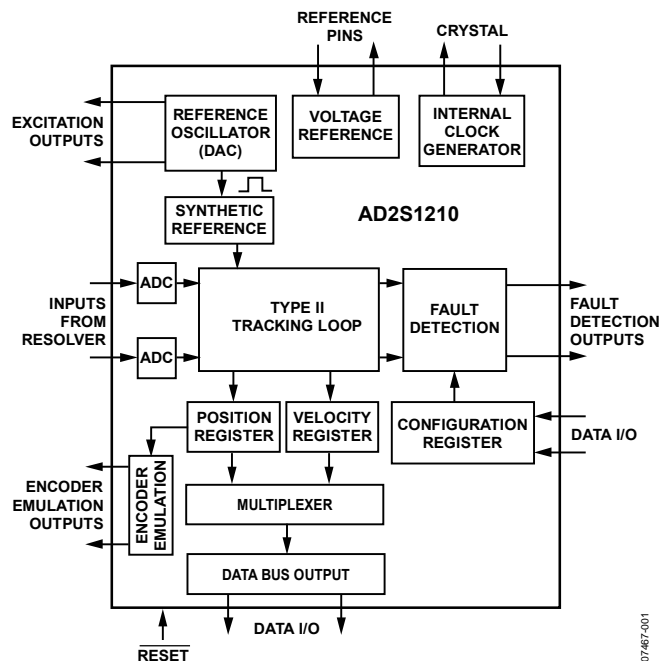 REFERENCE
PINS
CRYSTAL
EXCITATION
OUTPUTS
REFERENCE
OSCILLATOR
(DAC)
VOLTAGE
REFERENCE
INTERNAL
CLOCK
GENERATOR
SYNTHETIC
REFERENCE
AD2S1210
INPUTS
FROM
RESOLVER
ADC
ADC
TYPE II
TRACKING LOOP
FAULT
DETECTION
FAULT
DETECTION
OUTPUTS
POSITION
REGISTER
VELOCITY
REGISTER
CONFIGURATION
REGISTER
DATA I/O
ENCODER
EMULATION
OUTPUTS
ENCODER
EMULATION
MULTIPLEXER
DATA BUS OUTPUT
DATA I/O
RESET
07467-001